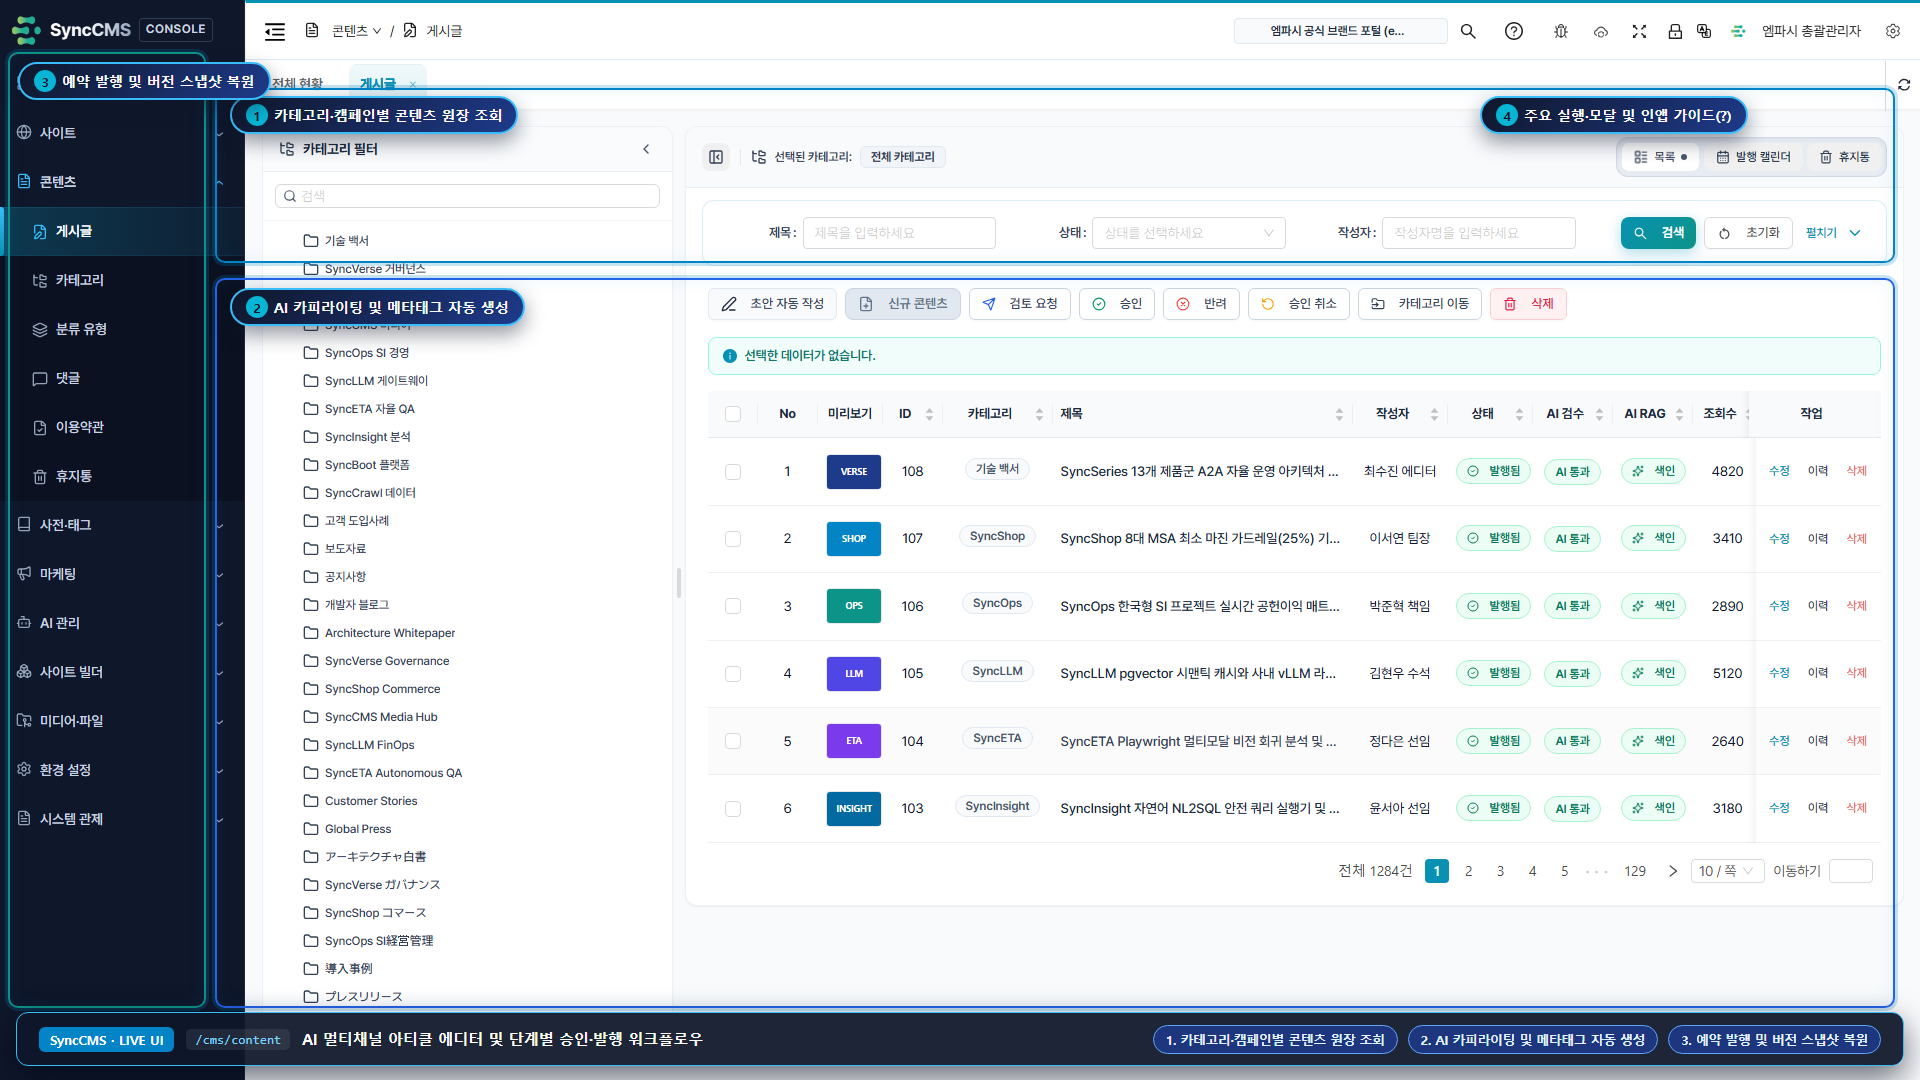 SyncCMS CONSOLE
콘텐츠 / 게시글
엠파시 공식 브랜드 포털 (e...
엠파시 총괄관리자
3 예약 발행 및 버전 스냅샷 복원
전체 현황
게시글 ×
1 카테고리·캠페인별 콘텐츠 원장 조회
4 주요 실행·모달 및 인앱 가이드(?)
사이트
콘텐츠
게시글
카테고리
분류 유형
댓글
이용약관
휴지통
사전·태그
마케팅
AI 관리
사이트 빌더
미디어·파일
환경 설정
시스템 관제
카테고리 필터
검색
기술 백서
SyncVerse 거버넌스
2 AI 카피라이팅 및 메타태그 자동 생성
SyncOps SI 경영
SyncLLM 게이트웨이
SyncETA 자율 QA
SyncInsight 분석
SyncBoot 플랫폼
SyncCrawl 데이터
고객 도입사례
보도자료
공지사항
개발자 블로그
Architecture Whitepaper
SyncVerse Governance
SyncShop Commerce
SyncCMS Media Hub
SyncLLM FinOps
SyncETA Autonomous QA
Customer Stories
Global Press
アーキテクチャ白書
SyncVerse ガバナンス
SyncShop コマース
SyncOps SI経営管理
導入事例
プレスリリース
선택된 카테고리: 전체 카테고리
목록 발행 캘린더 휴지통
제목 : 제목을 입력하세요 상태 : 상태를 선택하세요 작성자 : 작성자명을 입력하세요 검색 초기화 펼치기
초안 자동 작성 신규 콘텐츠 검토 요청 승인 반려 승인 취소 카테고리 이동 삭제
선택한 데이터가 없습니다.
No 미리보기 ID 카테고리 제목 작성자 상태 AI 검수 AI RAG 조회수 작업
1 VERSE 108 기술 백서 SyncSeries 13개 제품군 A2A 자율 운영 아키텍처 ... 최수진 에디터 발행됨 AI 통과 색인 4820 수정 이력 삭제
2 SHOP 107 SyncShop SyncShop 8대 MSA 최소 마진 가드레일(25%) 기... 이서연 팀장 발행됨 AI 통과 색인 3410 수정 이력 삭제
3 OPS 106 SyncOps SyncOps 한국형 SI 프로젝트 실시간 공헌이익 매트... 박준혁 책임 발행됨 AI 통과 색인 2890 수정 이력 삭제
4 LLM 105 SyncLLM SyncLLM pgvector 시맨틱 캐시와 사내 vLLM 라... 김현우 수석 발행됨 AI 통과 색인 5120 수정 이력 삭제
5 ETA 104 SyncETA SyncETA Playwright 멀티모달 비전 회귀 분석 및 ... 정다은 선임 발행됨 AI 통과 색인 2640 수정 이력 삭제
6 INSIGHT 103 SyncInsight SyncInsight 자연어 NL2SQL 안전 쿼리 실행기 및 ... 윤서아 선임 발행됨 AI 통과 색인 3180 수정 이력 삭제
전체 1284건 1 2 3 4 5 ··· 129 10 / 쪽 이동하기
SyncCMS · LIVE UI /cms/content AI 멀티채널 아티클 에디터 및 단계별 승인·발행 워크플로우
1. 카테고리·캠페인별 콘텐츠 원장 조회 2. AI 카피라이팅 및 메타태그 자동 생성 3. 예약 발행 및 버전 스냅샷 복원